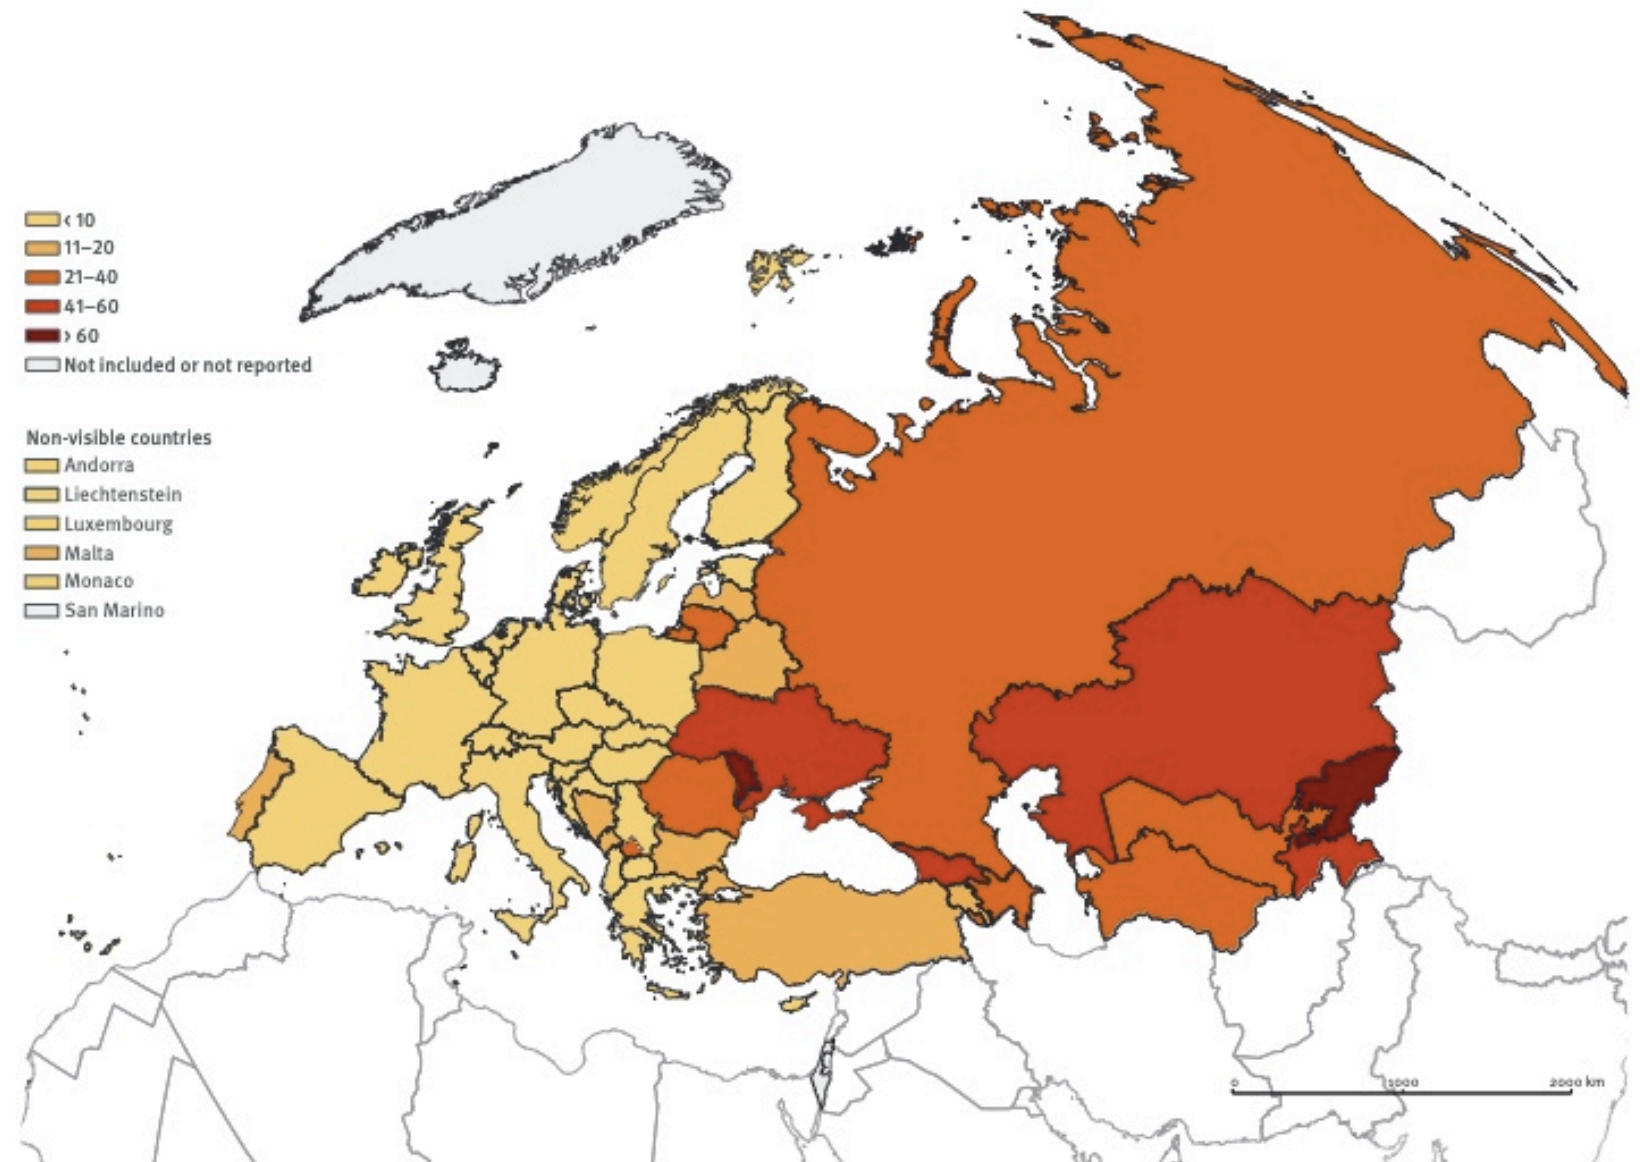 < 10
11–20
21–40
41–60
> 60
Not included or not reported
Non-visible countries
Andorra
Liechtenstein
Luxembourg
Malta
Monaco
San Marino
0 1000 2000 km